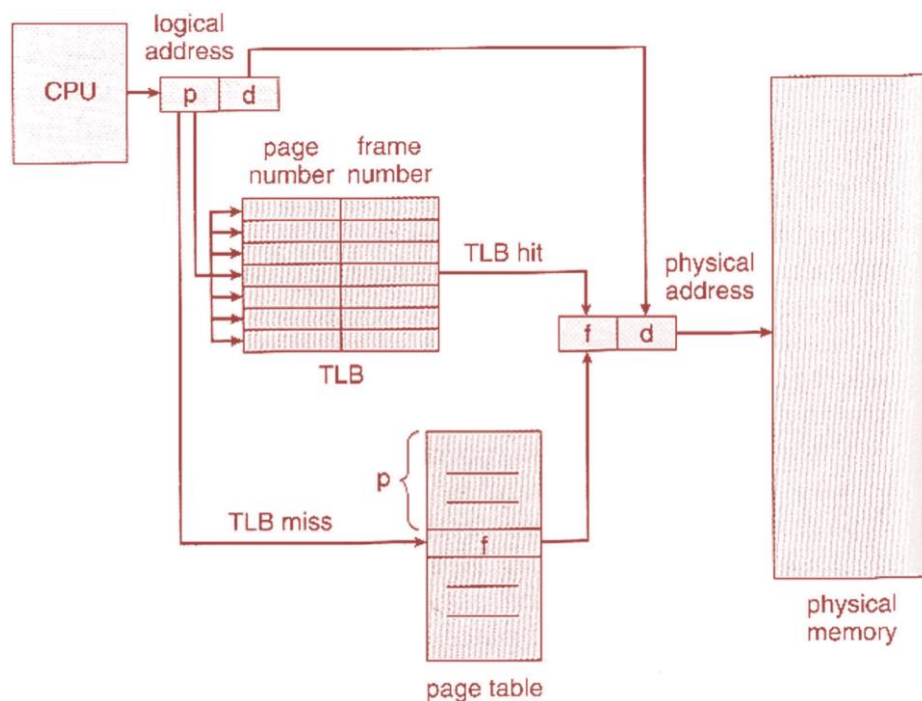 logical
address
CPU
p
d
page
number
frame
number
TLB hit
physical
address
f
d
TLB
p
TLB miss
f
physical
memory
page table